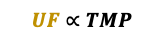 UF ∝ TMP